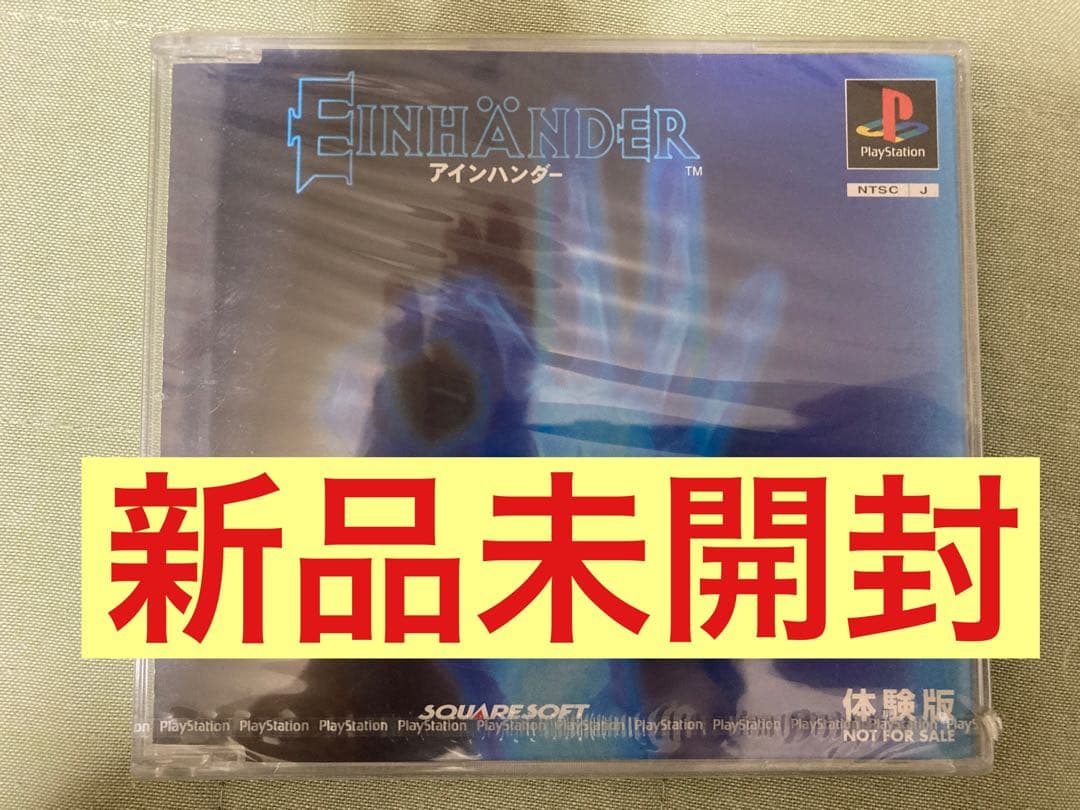 EINHÄNDER
アインハンダー
TM
PlayStation
NTSC J
新品未開封
SQUARESOFT
体験版
PlayStation PlayStation PlayStation PlayStation PlayStation PlayStation PlayStation PlayStation PlayStation
NOT FOR SALE